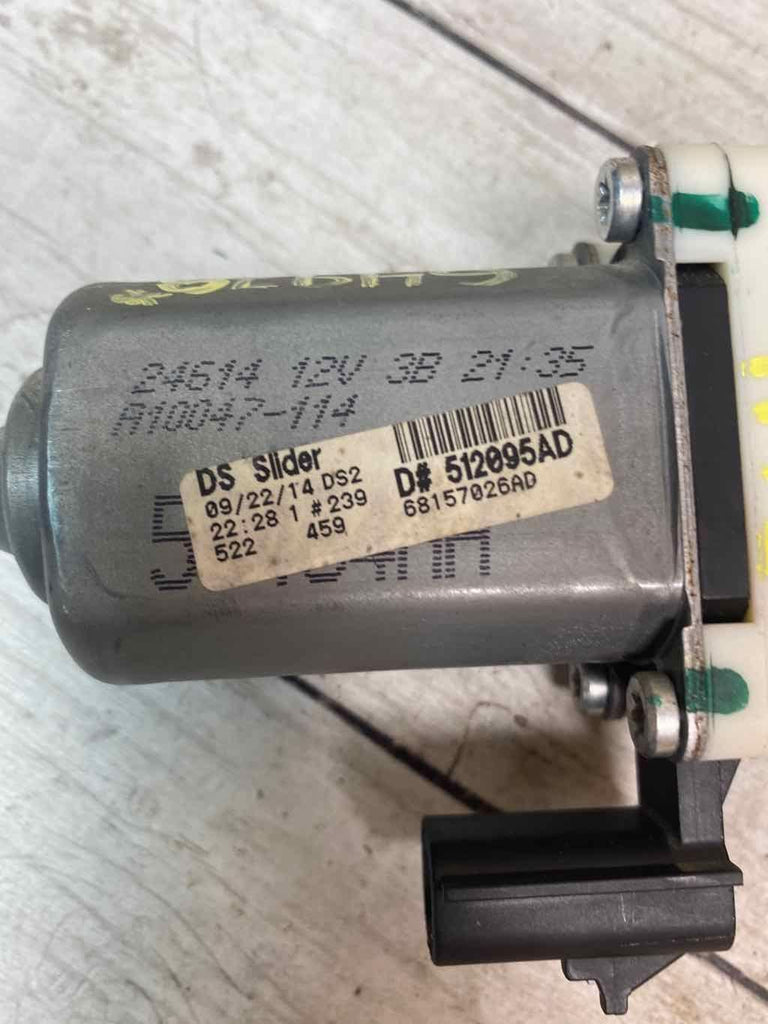 24614 12V 3B 21:35
A10047-114
DS Slider
09/22/14 DS2
22:28 1 # 239
522 459
D# 512095AD
68157026AD